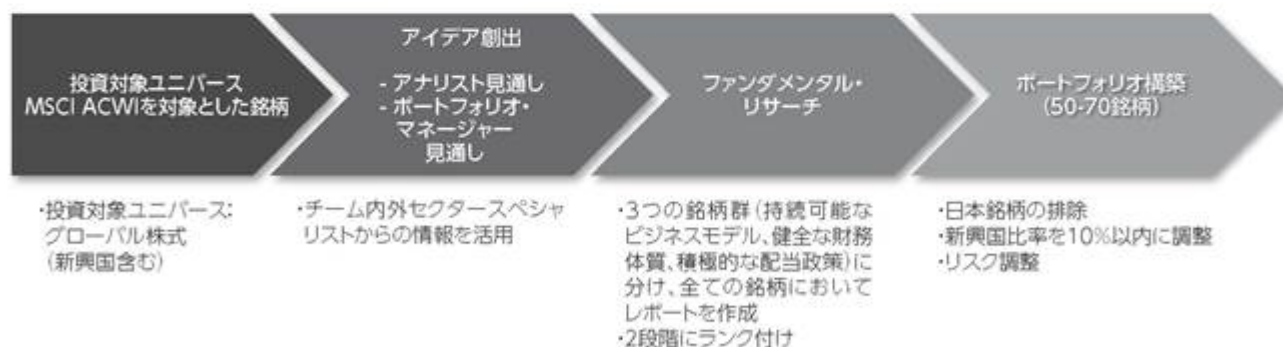 投資対象ユニバース
MSCI ACWIを対象とした銘柄
アイデア創出
- アナリスト見通し
- ポートフォリオ・
マネージャー
見通し
ファンダメンタル・
リサーチ
ポートフォリオ構築
(50-70銘柄)
・投資対象ユニバース:
グローバル株式
(新興国含む)
・チーム内外セクタースペシャ
リストからの情報を活用
・3つの銘柄群(持続可能な
ビジネスモデル、健全な財務
体質、積極的な配当政策)に
分け、全ての銘柄において
レポートを作成
・2段階にランク付け
・日本銘柄の排除
・新興国比率を10%以内に調整
・リスク調整